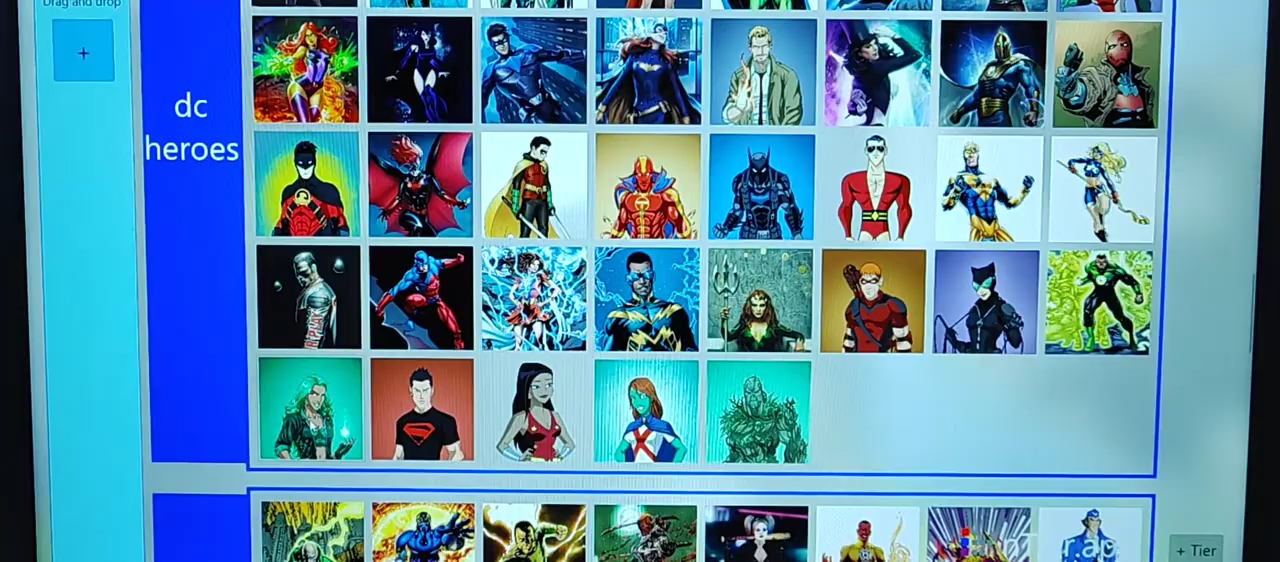 Drag and drop
+
dc
heroes
+ Tier